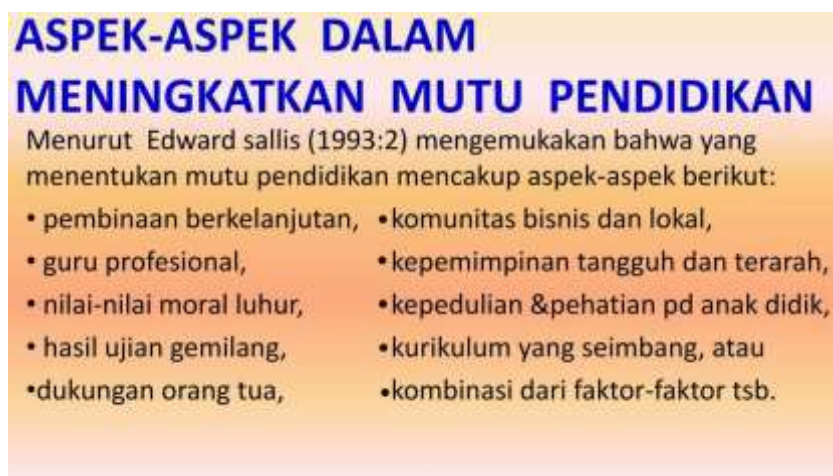 ASPEK-ASPEK DALAM
MENINGKATKAN MUTU PENDIDIKAN
Menurut Edward sallis (1993:2) mengemukakan bahwa yang
menentukan mutu pendidikan mencakup aspek-aspek berikut:
• pembinaan berkelanjutan,
• guru profesional,
• nilai-nilai moral luhur,
• hasil ujian gemilang,
•dukungan orang tua,
•komunitas bisnis dan lokal,
•kepemimpinan tangguh dan terarah,
•kepedulian &pehatian pd anak didik,
•kurikulum yang seimbang, atau
•kombinasi dari faktor-faktor tsb.